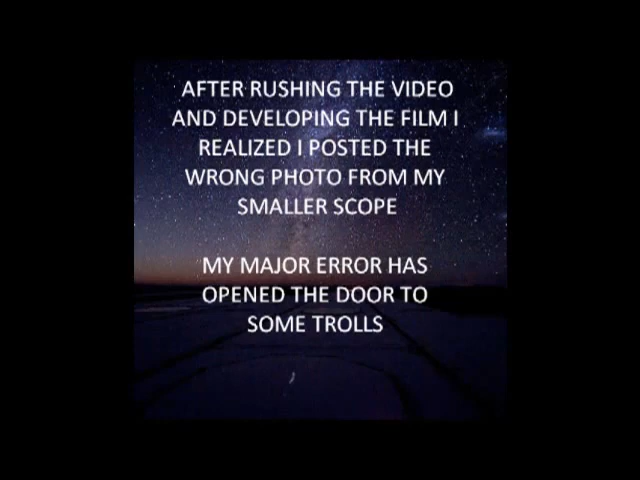 AFTER RUSHING THE VIDEO
AND DEVELOPING THE FILM I
REALIZED I POSTED THE
WRONG PHOTO FROM MY
SMALLER SCOPE
MY MAJOR ERROR HAS
OPENED THE DOOR TO
SOME TROLLS